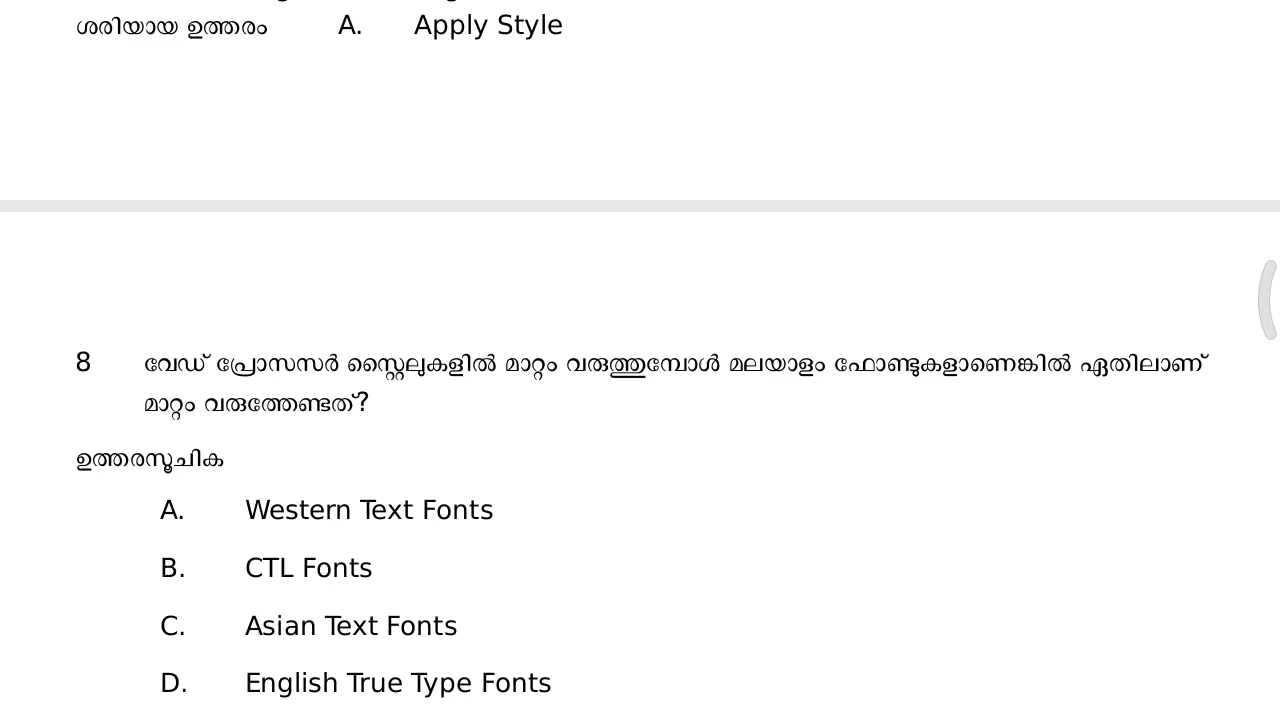 ശരിയായ ഉത്തരം A. Apply Style
8 വേഡ് പ്രോസസർ സ്റ്റൈലുകളിൽ മാറ്റം വരുത്തുമ്പോൾ മലയാളം ഫോണ്ടുകളാണെങ്കിൽ ഏതിലാണ്
മാറ്റം വരുത്തേണ്ടത്?
ഉത്തരസൂചിക
A. Western Text Fonts
B. CTL Fonts
C. Asian Text Fonts
D. English True Type Fonts